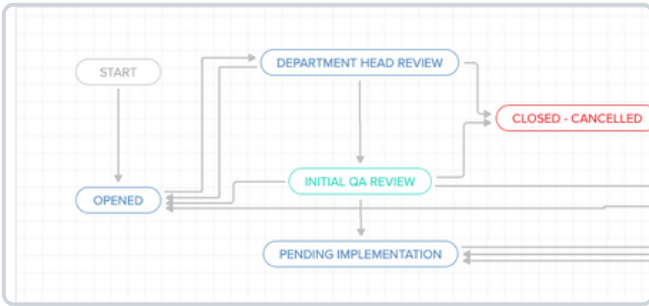 START
DEPARTMENT HEAD REVIEW
CLOSED - CANCELLED
INITIAL QA REVIEW
OPENED
PENDING IMPLEMENTATION